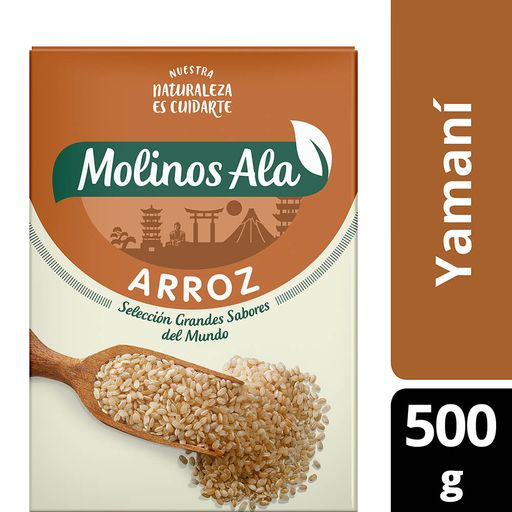 NUESTRA
NATURALEZA
ES CUIDARTE
Molinos Ala
ARROZ
Selección Grandes Sabores
del Mundo
Yamaní
500
g